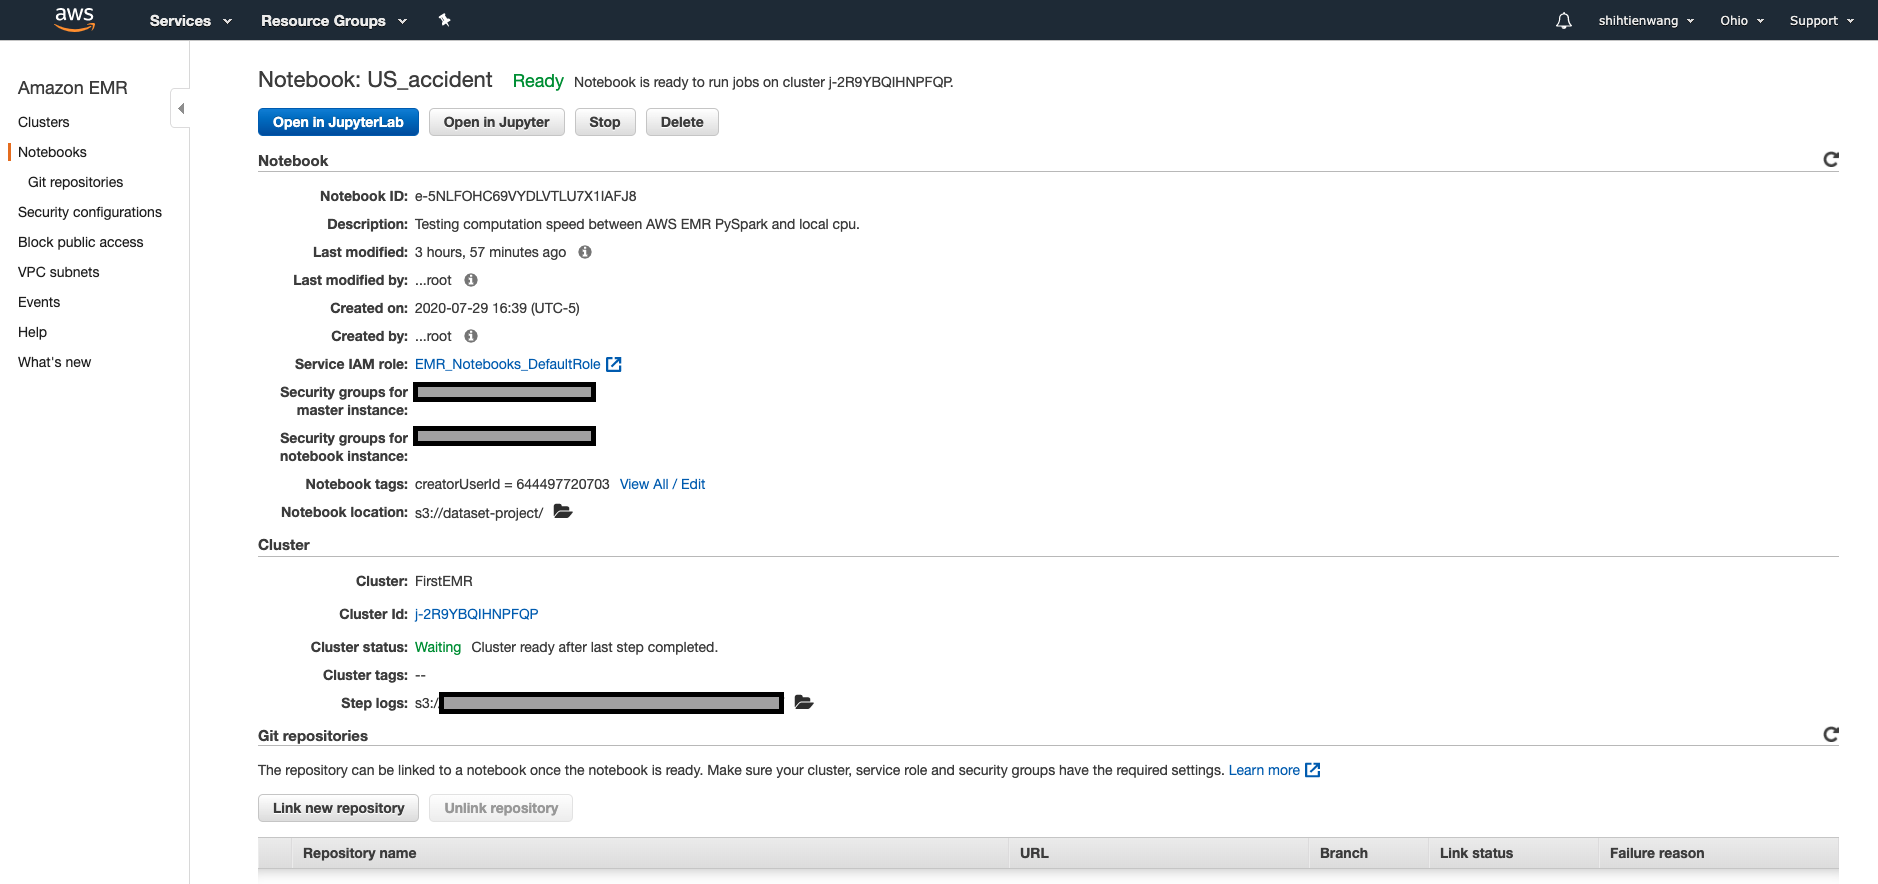 aws Services Resource Groups shihtienwang Ohio Support
Amazon EMR
Clusters
Notebooks
Git repositories
Security configurations
Block public access
VPC subnets
Events
Help
What's new
Notebook: US_accident Ready Notebook is ready to run jobs on cluster j-2R9YBQIHNPFQP.
Open in JupyterLab Open in Jupyter Stop Delete
Notebook
Notebook ID: e-5NLFOHC69VYDLVTLU7X1IAFJ8
Description: Testing computation speed between AWS EMR PySpark and local cpu.
Last modified: 3 hours, 57 minutes ago
Last modified by: ...root
Created on: 2020-07-29 16:39 (UTC-5)
Created by: ...root
Service IAM role: EMR_Notebooks_DefaultRole
Security groups for
master instance:
Security groups for
notebook instance:
Notebook tags: creatorUserId = 644497720703 View All / Edit
Notebook location: s3://dataset-project/
Cluster
Cluster: FirstEMR
Cluster Id: j-2R9YBQIHNPFQP
Cluster status: Waiting Cluster ready after last step completed.
Cluster tags: --
Step logs: s3:/
Git repositories
The repository can be linked to a notebook once the notebook is ready. Make sure your cluster, service role and security groups have the required settings. Learn more
Link new repository Unlink repository
Repository name URL Branch Link status Failure reason